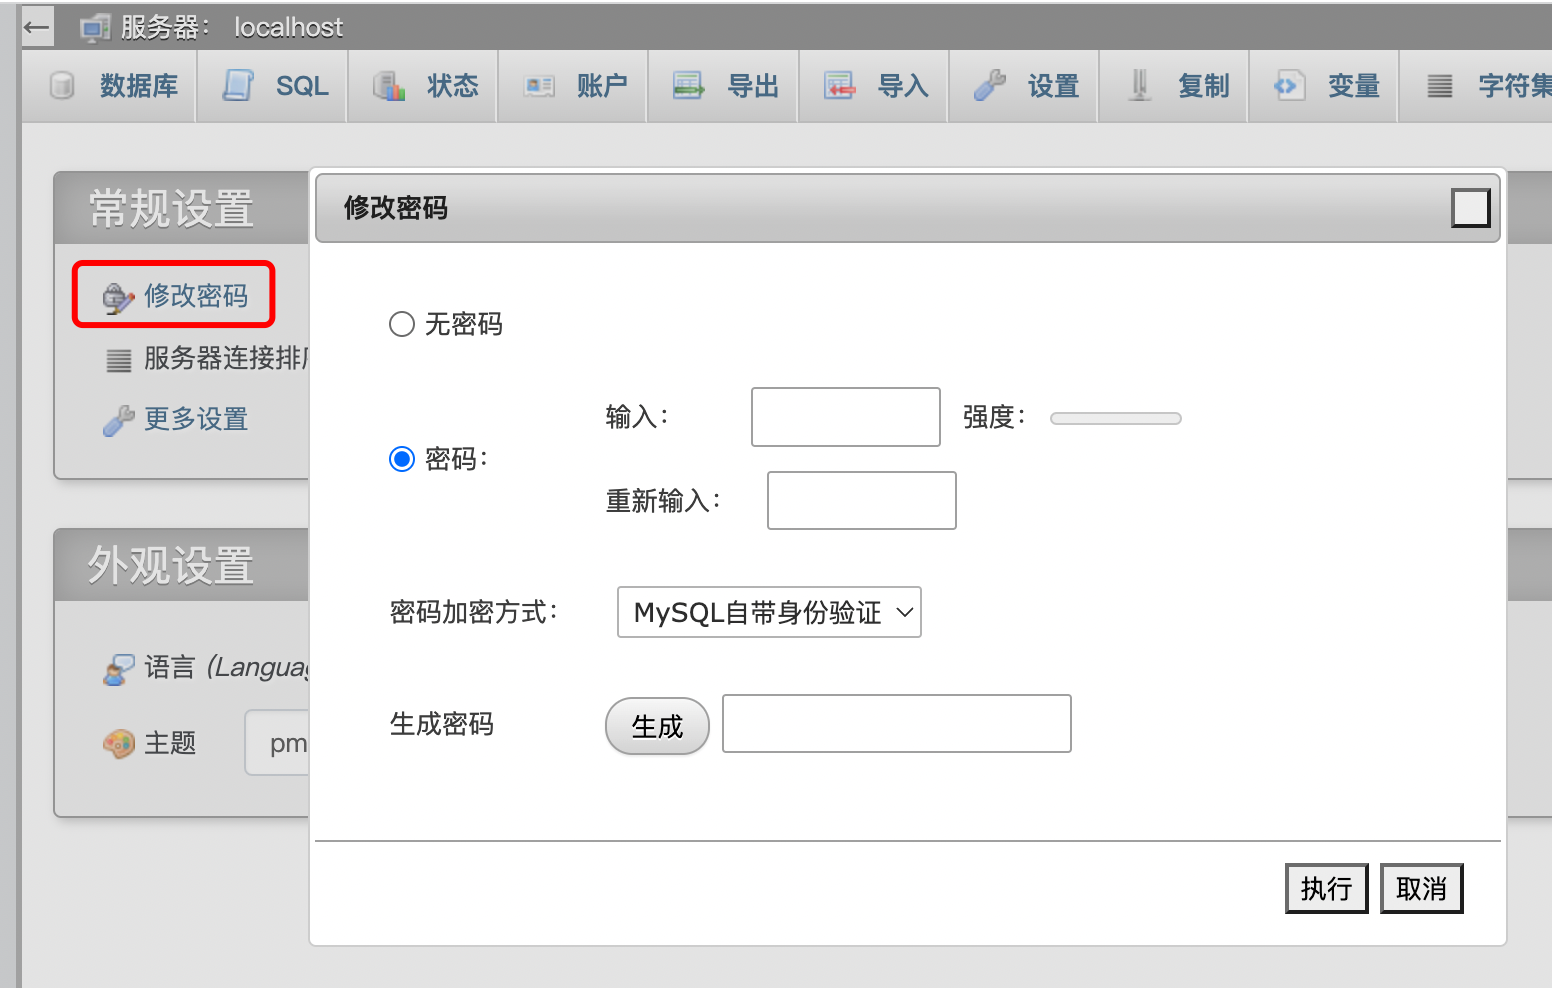 服务器： localhost
数据库 SQL 状态 账户 导出 导入 设置 复制 变量 字符集
常规设置
修改密码
服务器连接排
更多设置
外观设置
语言 (Langua
主题 pm
修改密码
无密码
密码：
输入： 强度：
重新输入：
密码加密方式： MySQL自带身份验证
生成密码 生成
执行 取消